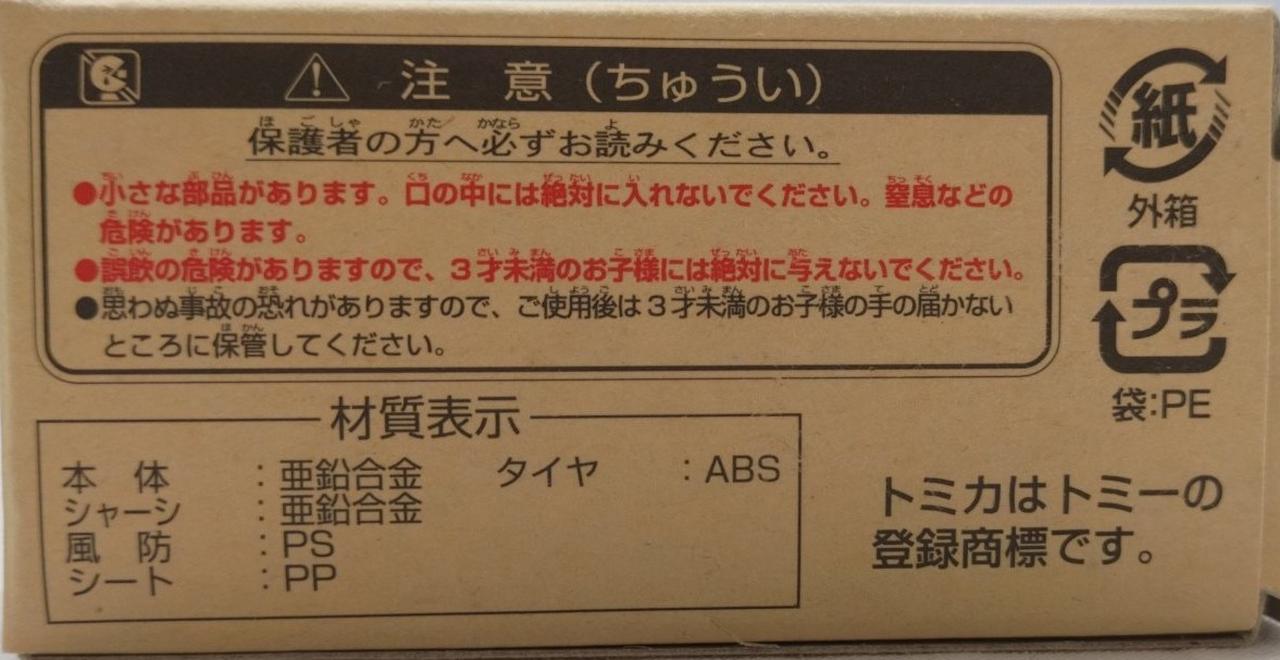 注意（ちゅうい）
保護者の方へ必ずお読みください。
●小さな部品があります。口の中には絶対に入れないでください。窒息などの
危険があります。
●誤飲の危険がありますので、3才未満のお子様には絶対に与えないでください。
●思わぬ事故の恐れがありますので、ご使用後は3才未満のお子様の手の届かない
ところに保管してください。
紙
外箱
プラ
袋:PE
材質表示
本体 : 亜鉛合金 タイヤ : ABS
シャーシ : 亜鉛合金
風防 : PS
シート : PP
トミカはトミーの
登録商標です。